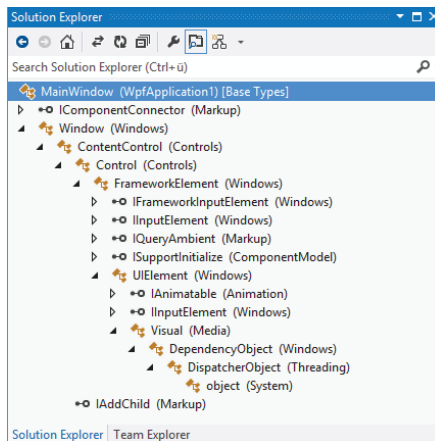 Solution Explorer
Search Solution Explorer (Ctrl+ü)
MainWindow (WpfApplication1) [Base Types]
IComponentConnector (Markup)
Window (Windows)
ContentControl (Controls)
Control (Controls)
FrameworkElement (Windows)
IFrameworkInputElement (Windows)
IInputElement (Windows)
IQueryAmbient (Markup)
ISupportInitialize (ComponentModel)
UIElement (Windows)
IAnimatable (Animation)
IInputElement (Windows)
Visual (Media)
DependencyObject (Windows)
DispatcherObject (Threading)
object (System)
IAddChild (Markup)
Solution Explorer Team Explorer